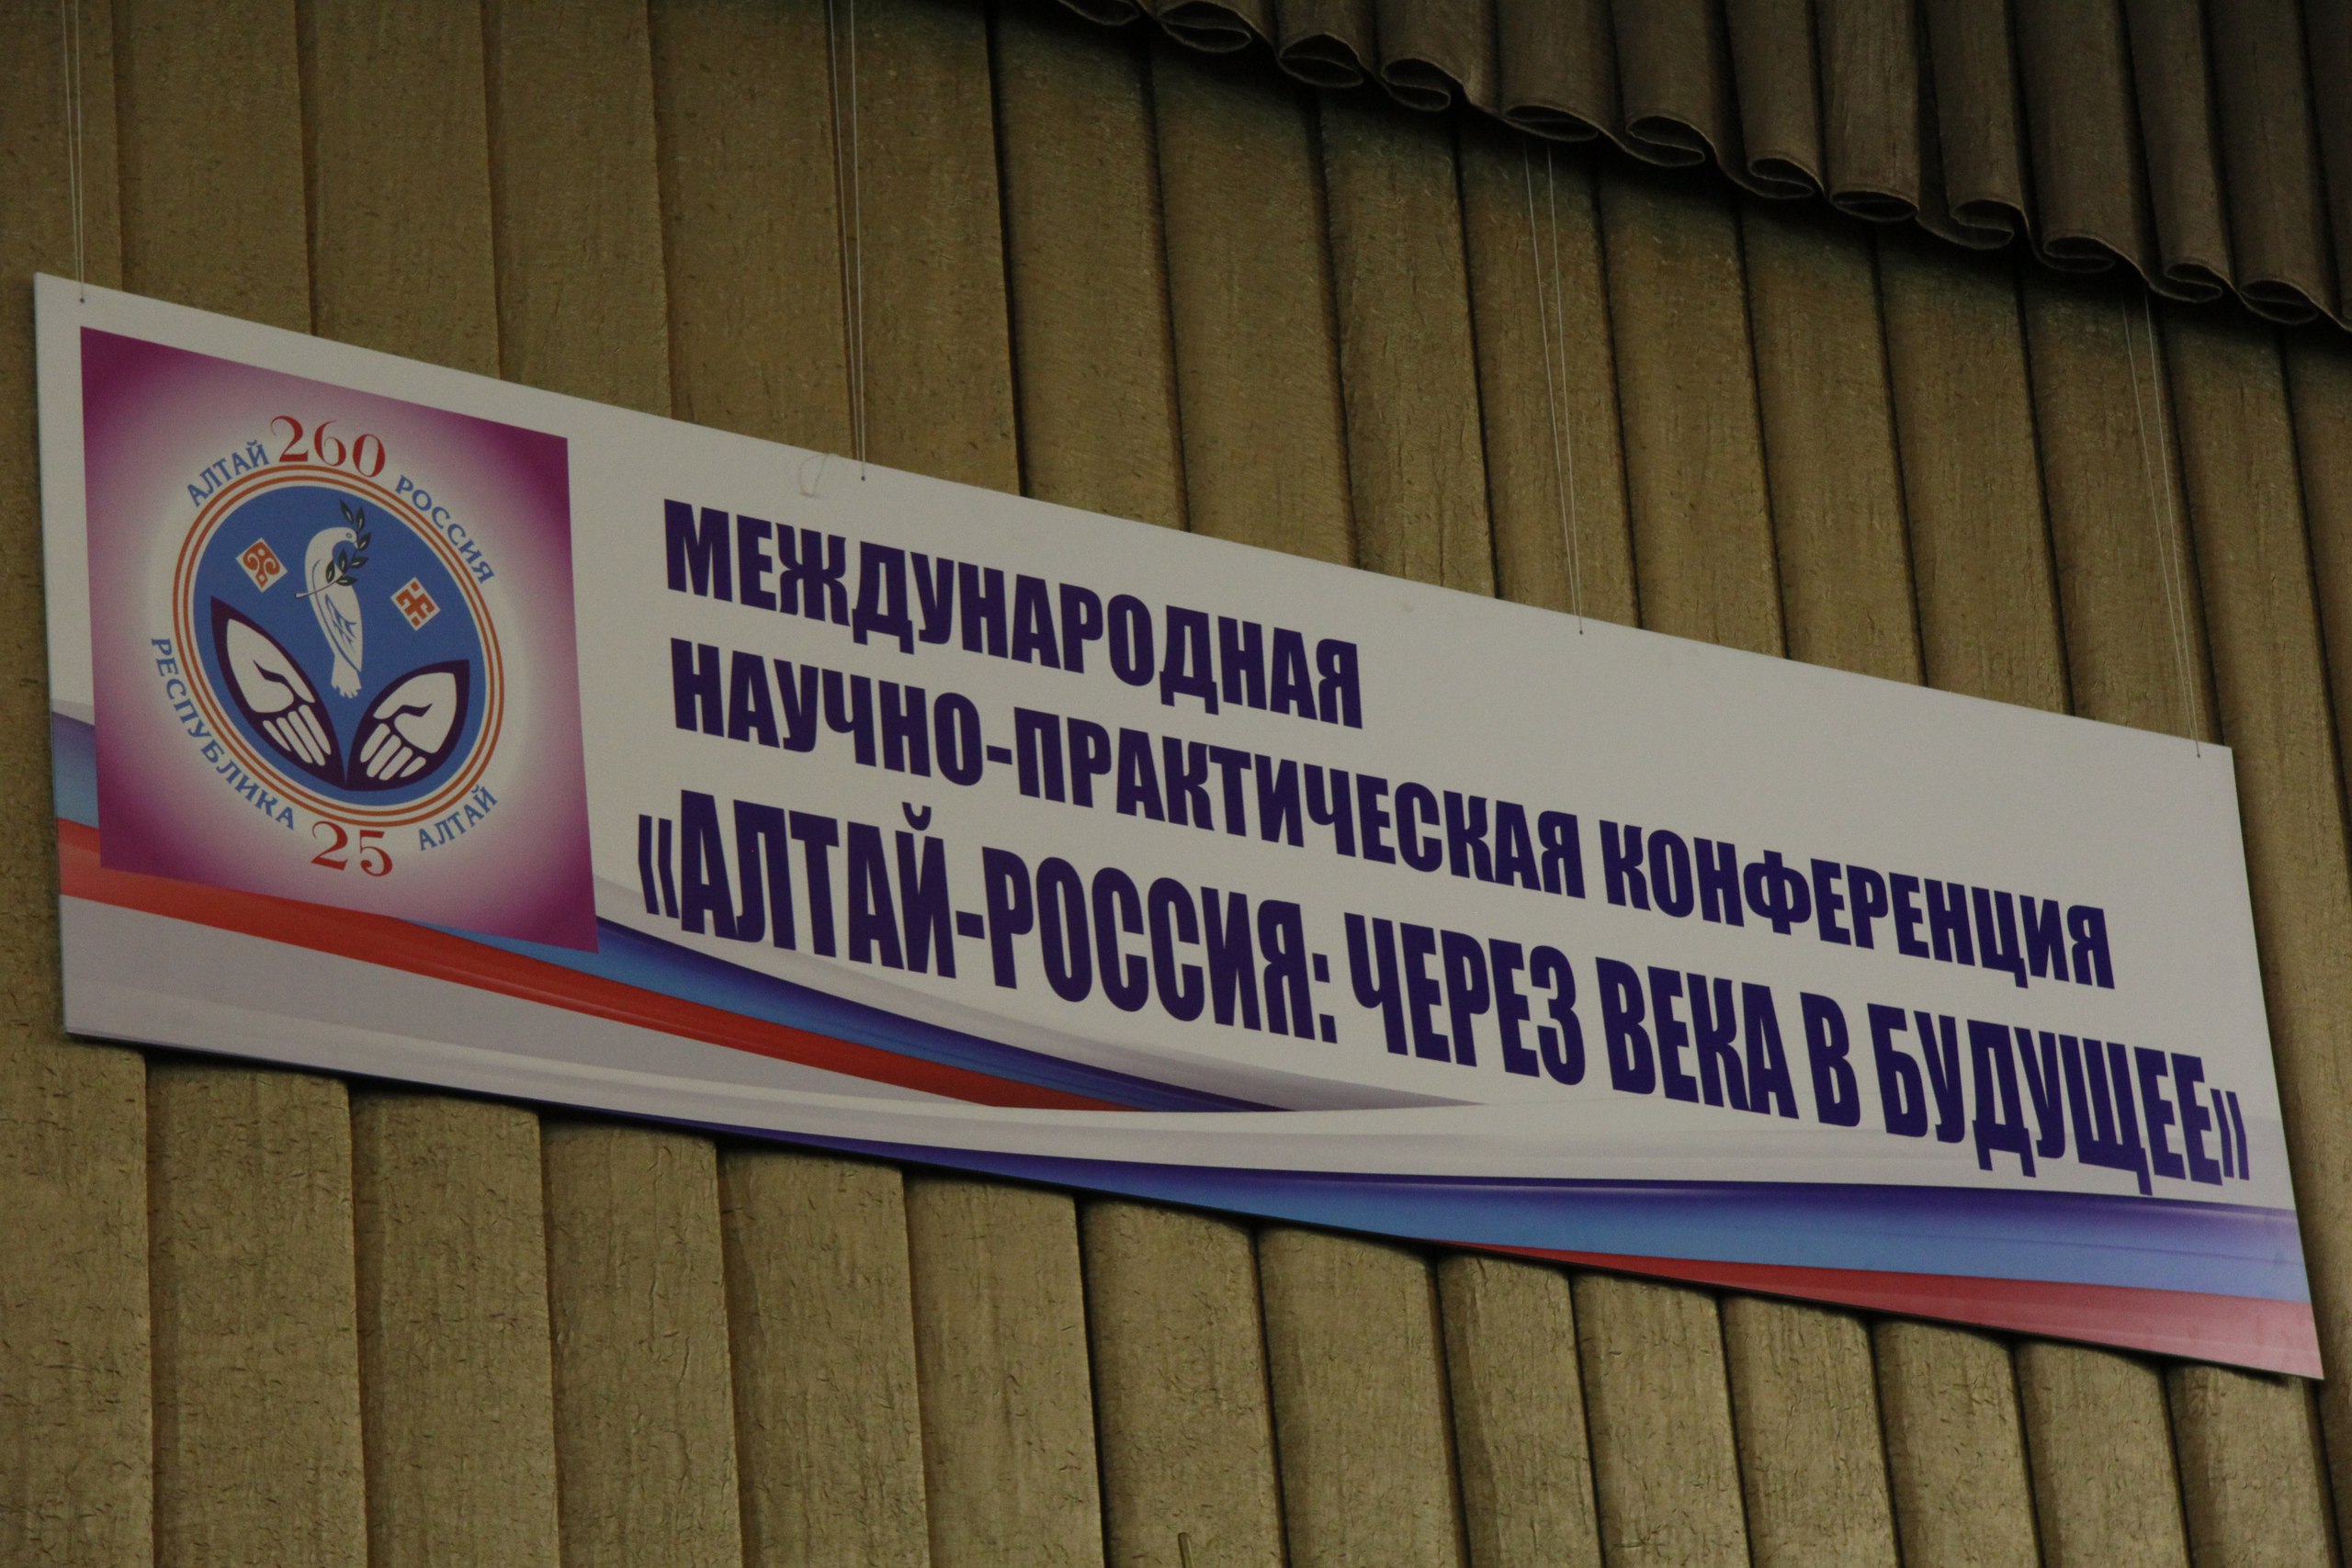 АЛТАЙ 260 РОССИЯ
РЕСПУБЛИКА 25 АЛТАЙ
МЕЖДУНАРОДНАЯ
НАУЧНО-ПРАКТИЧЕСКАЯ КОНФЕРЕНЦИЯ
«АЛТАЙ-РОССИЯ: ЧЕРЕЗ ВЕКА В БУДУЩЕЕ»